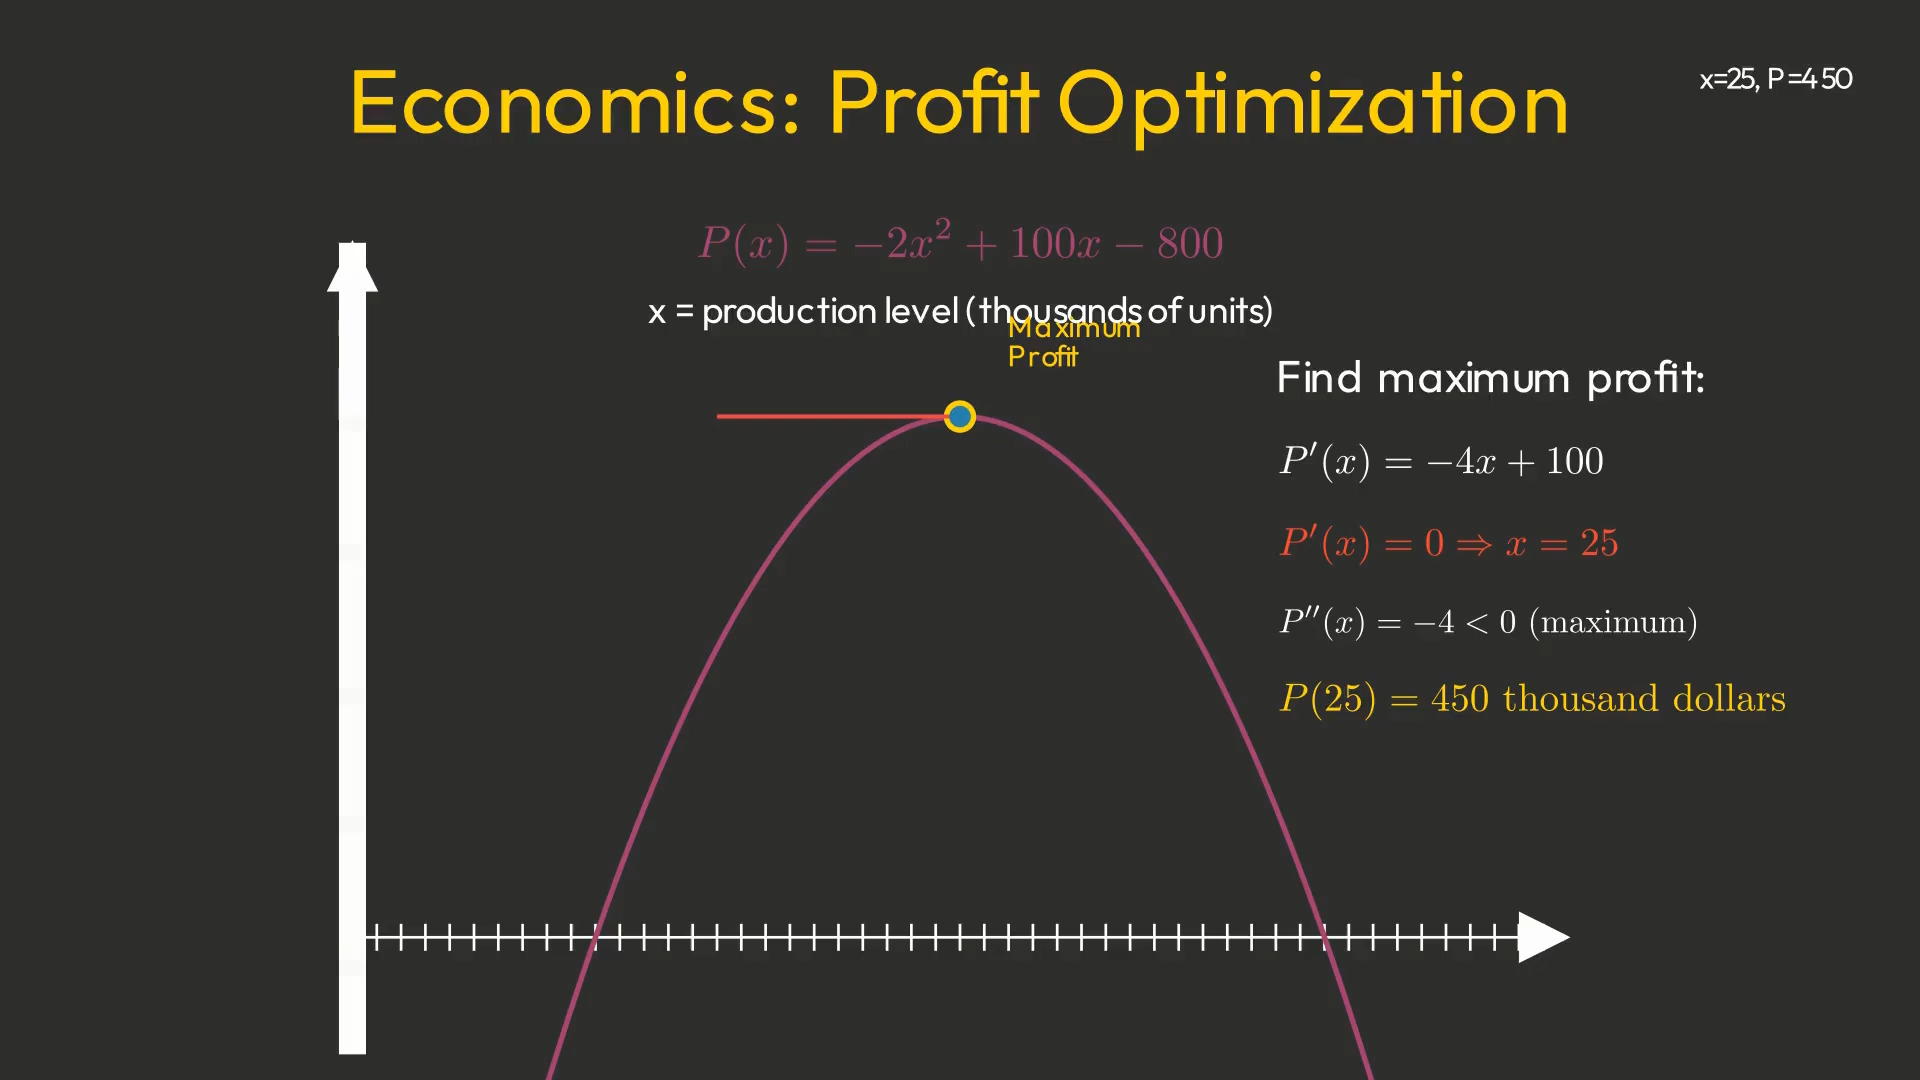 Economics: Profit Optimization
x=25, P=450
P(x) = −2x² + 100x − 800
x = production level (thousands of units)
Maximum
Profit
Find maximum profit:
P′(x) = −4x + 100
P′(x) = 0 ⇒ x = 25
P″(x) = −4 < 0 (maximum)
P(25) = 450 thousand dollars